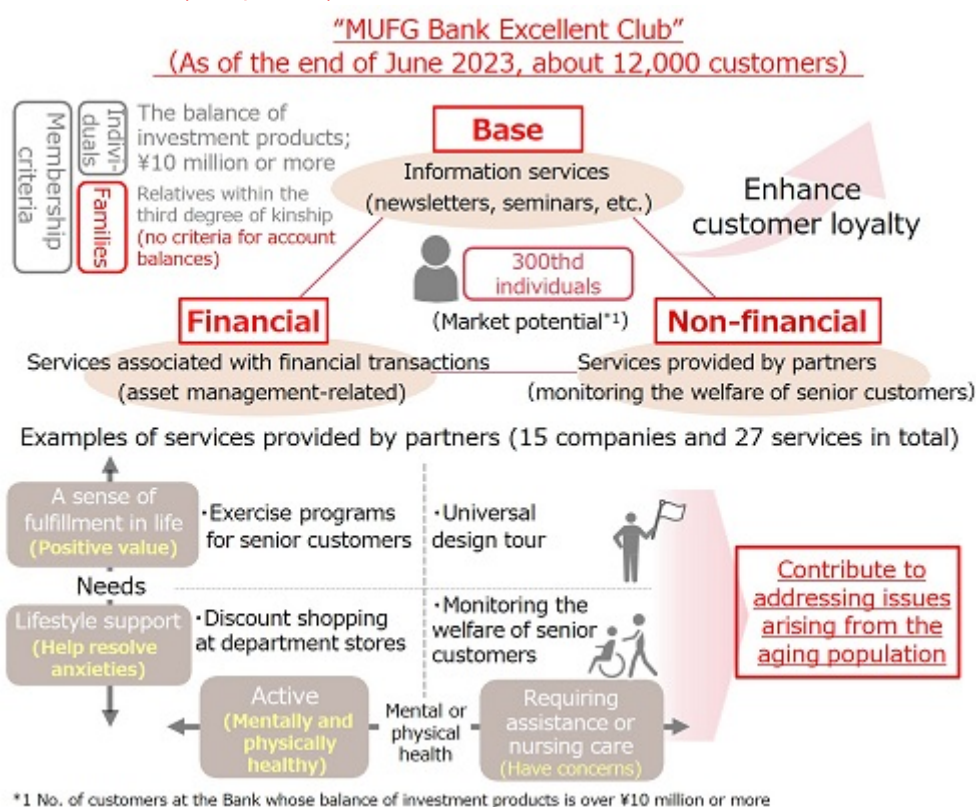 “MUFG Bank Excellent Club”
(As of the end of June 2023, about 12,000 customers)
Membership
criteria
Indivi-
duals
The balance of
investment products;
¥10 million or more
Families
Relatives within the
third degree of kinship
(no criteria for account
balances)
Base
Information services
(newsletters, seminars, etc.)
Enhance
customer loyalty
300thd
individuals
(Market potential*1)
Financial
Services associated with financial transactions
(asset management-related)
Non-financial
Services provided by partners
(monitoring the welfare of senior customers)
Examples of services provided by partners (15 companies and 27 services in total)
A sense of
fulfillment in life
(Positive value)
Needs
Lifestyle support
(Help resolve
anxieties)
・Exercise programs
for senior customers
・Universal
design tour
・Discount shopping
at department stores
・Monitoring the
welfare of senior
customers
Active
(Mentally and
physically
healthy)
Mental or
physical
health
Requiring
assistance or
nursing care
(Have concerns)
Contribute to
addressing issues
arising from the
aging population
*1 No. of customers at the Bank whose balance of investment products is over ¥10 million or more